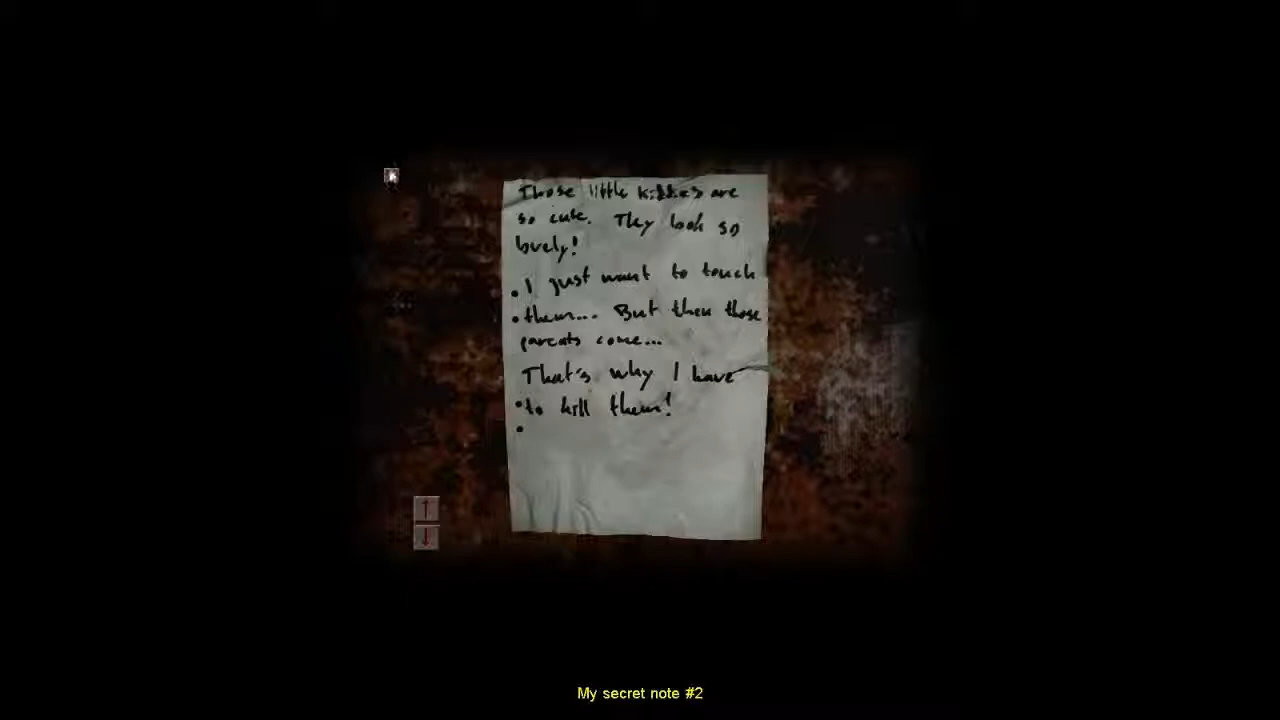 Those little kitties are
so cute. They look so
lovely!
I just want to touch
them... But then those
parents come...
That's why I have
to kill them!
My secret note #2